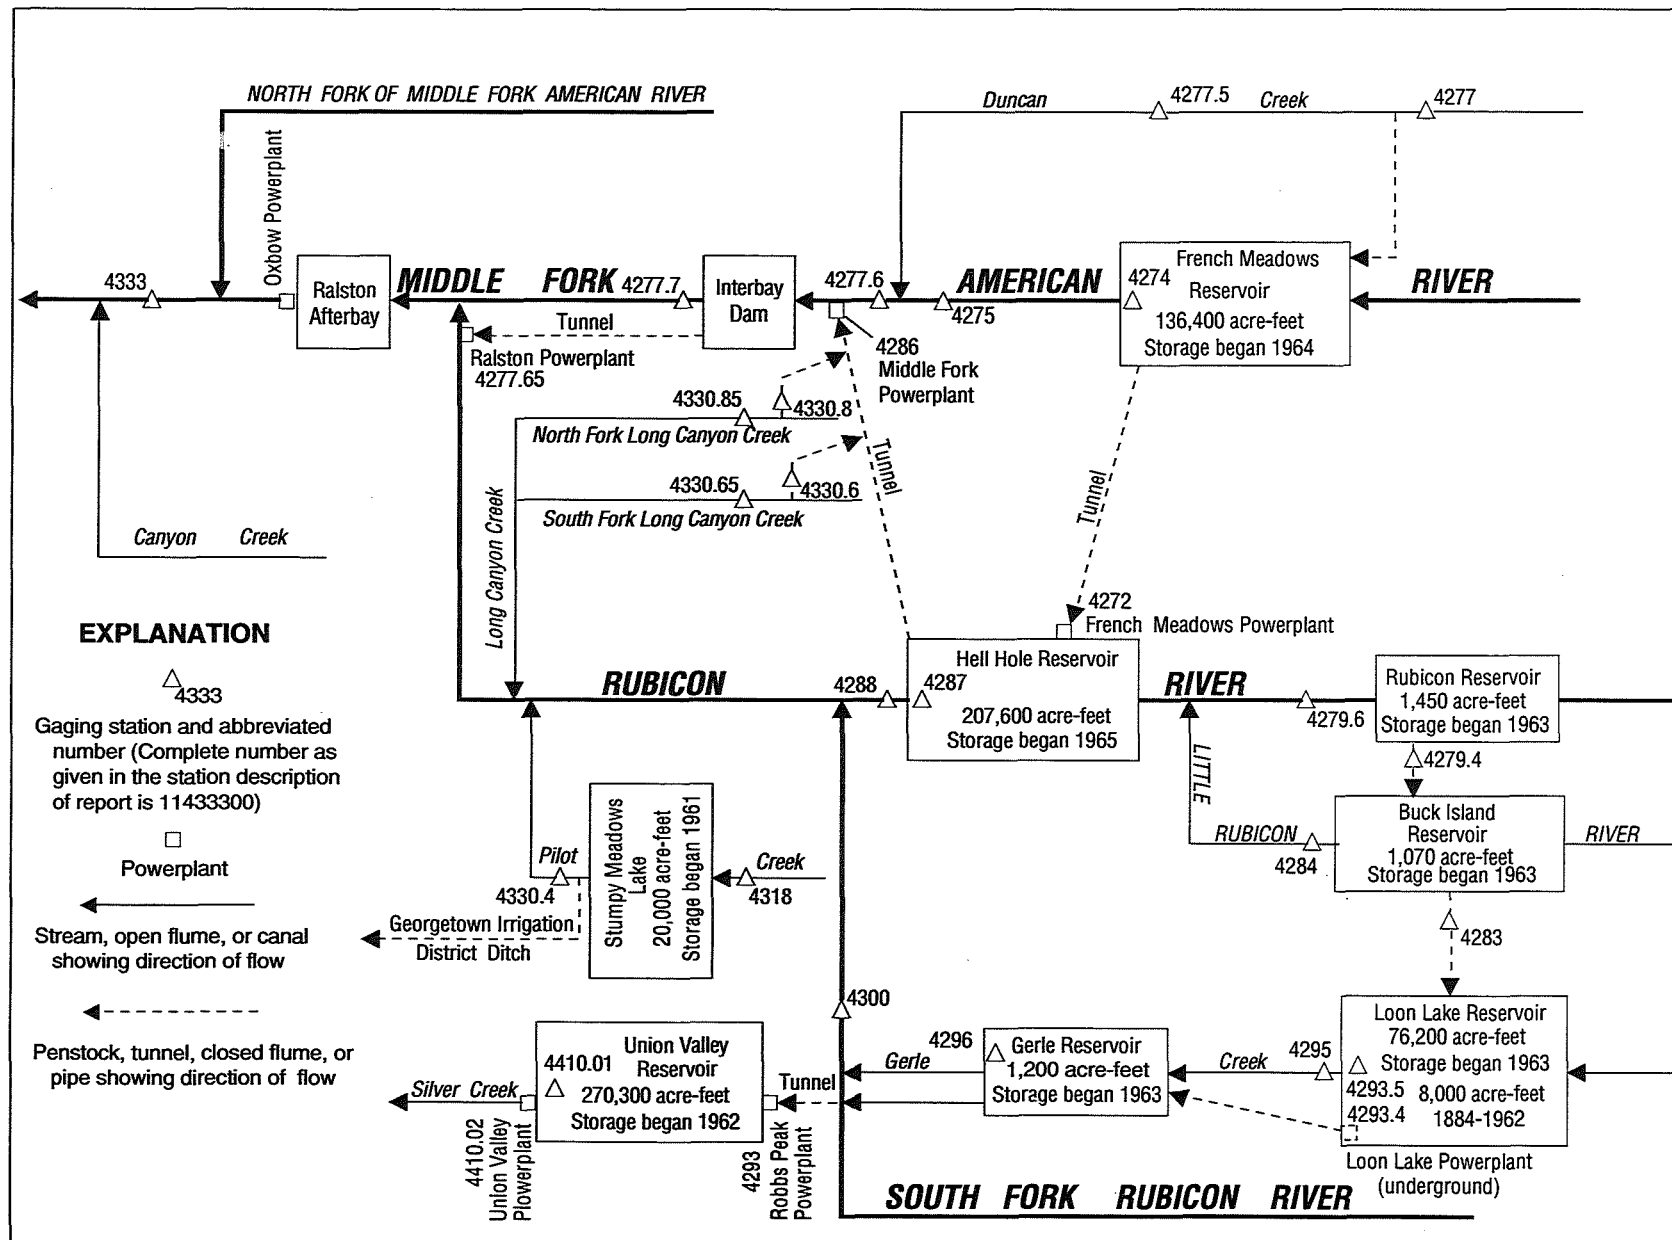 NORTH FORK OF MIDDLE FORK AMERICAN RIVER
Duncan
4277.5
Creek
4277
Oxbow Powerplant
4333
Ralston
Afterbay
MIDDLE FORK
4277.7
Interbay
Dam
4277.6
AMERICAN
4275
4274
French Meadows
Reservoir
136,400 acre-feet
Storage began 1964
RIVER
Tunnel
Ralston Powerplant
4277.65
4286
Middle Fork
Powerplant
4330.85
4330.8
North Fork Long Canyon Creek
4330.65
4330.6
South Fork Long Canyon Creek
Tunnel
Tunnel
Long Canyon Creek
Canyon Creek
4272
French Meadows Powerplant
EXPLANATION
4333
Gaging station and abbreviated
number (Complete number as
given in the station description
of report is 11433300)
Powerplant
Stream, open flume, or canal
showing direction of flow
Penstock, tunnel, closed flume, or
pipe showing direction of flow
RUBICON
4288
4287
Hell Hole Reservoir
207,600 acre-feet
Storage began 1965
RIVER
4279.6
Rubicon Reservoir
1,450 acre-feet
Storage began 1963
4279.4
LITTLE
RUBICON
4284
Buck Island
Reservoir
1,070 acre-feet
Storage began 1963
RIVER
4283
Pilot
4330.4
Stumpy Meadows
Lake
20,000 acre-feet
Storage began 1961
Creek
4318
Georgetown Irrigation
District Ditch
4300
Loon Lake Reservoir
76,200 acre-feet
Storage began 1963
4293.5
4293.4
8,000 acre-feet
1884-1962
Loon Lake Powerplant
(underground)
4295
Creek
4296
Gerle Reservoir
1,200 acre-feet
Storage began 1963
Gerle
Tunnel
4293
Robbs Peak
Powerplant
4410.01
Union Valley
Reservoir
270,300 acre-feet
Storage began 1962
Silver Creek
4410.02
Union Valley
Plowerplant
SOUTH FORK RUBICON RIVER